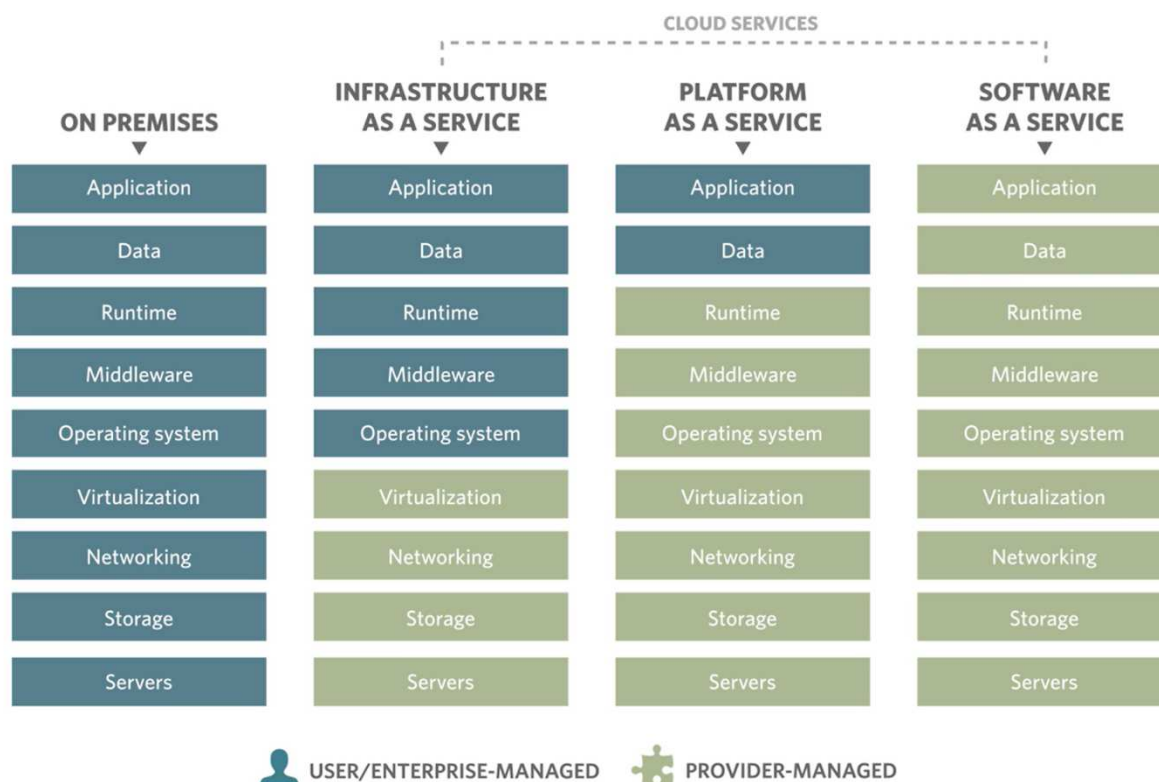 CLOUD SERVICES
ON PREMISES
INFRASTRUCTURE
AS A SERVICE
PLATFORM
AS A SERVICE
SOFTWARE
AS A SERVICE
Application
Application
Application
Application
Data
Data
Data
Data
Runtime
Runtime
Runtime
Runtime
Middleware
Middleware
Middleware
Middleware
Operating system
Operating system
Operating system
Operating system
Virtualization
Virtualization
Virtualization
Virtualization
Networking
Networking
Networking
Networking
Storage
Storage
Storage
Storage
Servers
Servers
Servers
Servers
USER/ENTERPRISE-MANAGED
PROVIDER-MANAGED